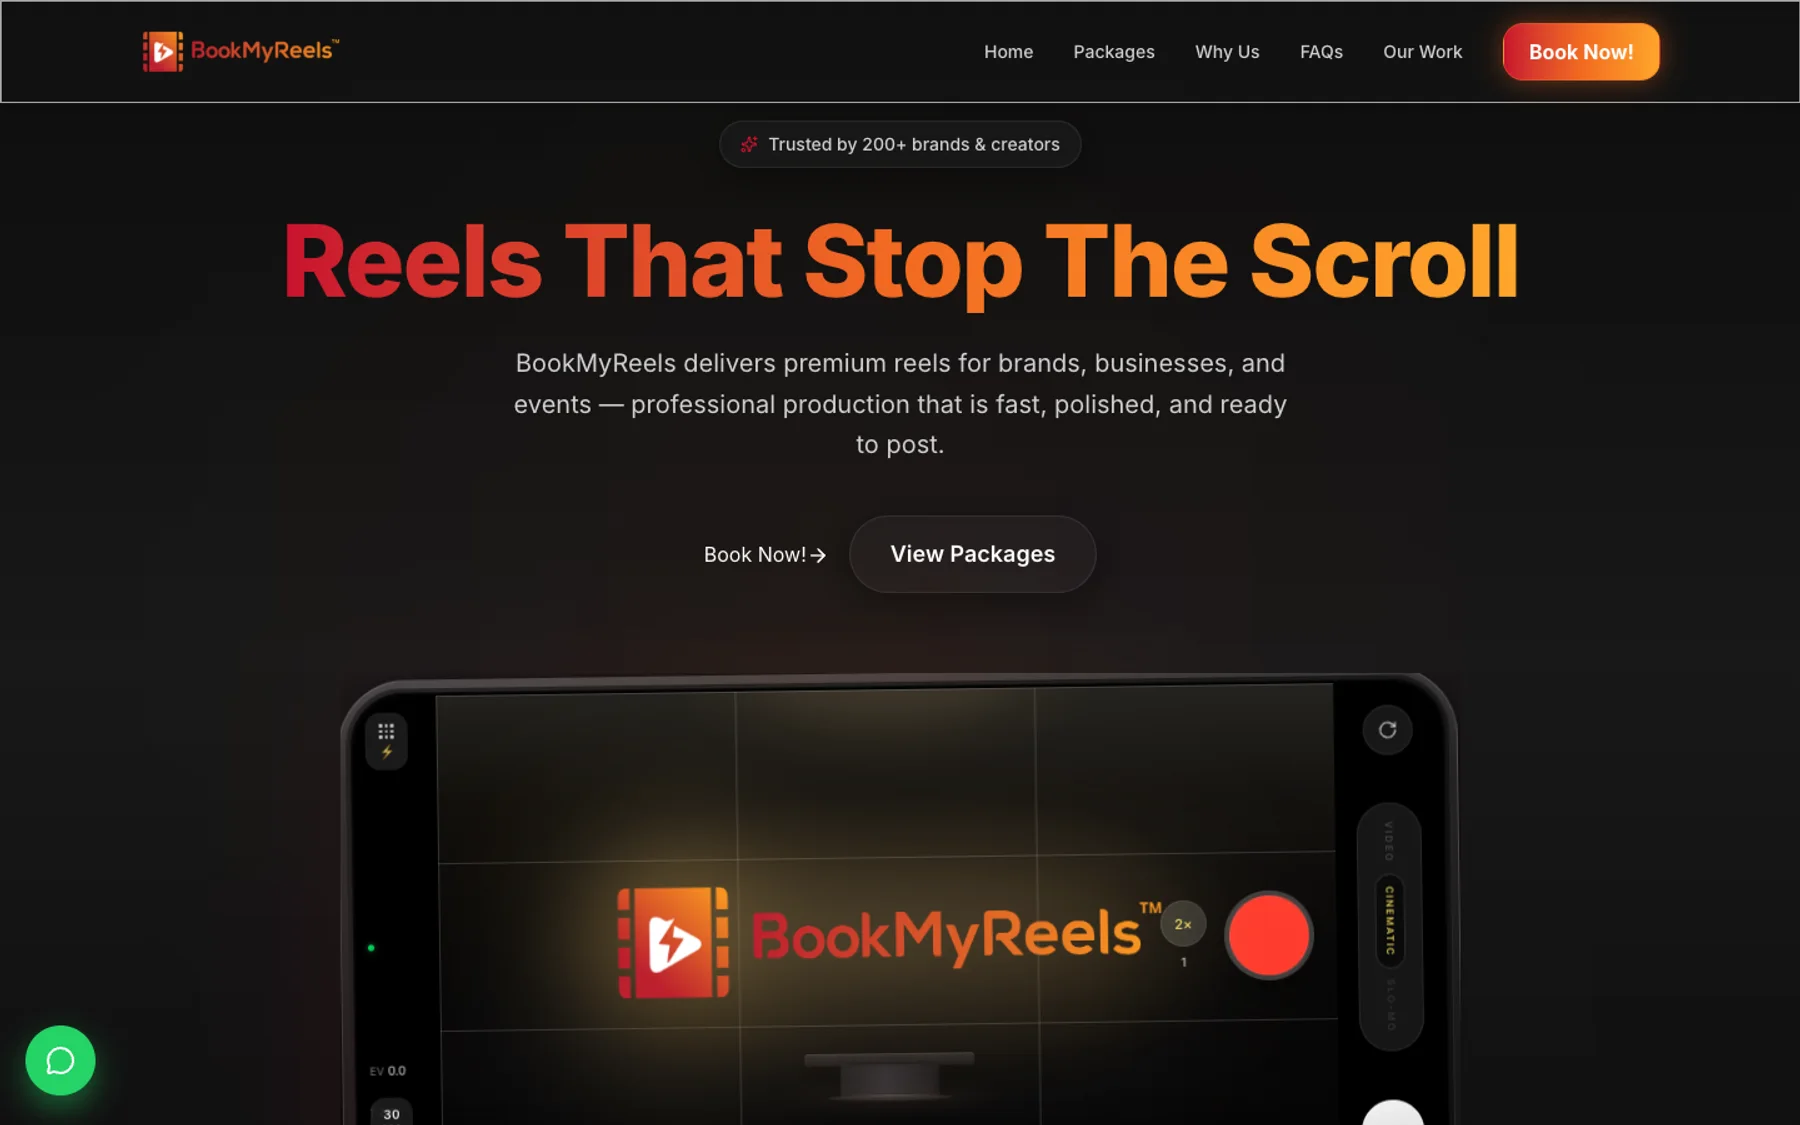 BookMyReels™
Home
Packages
Why Us
FAQs
Our Work
Book Now!
Trusted by 200+ brands & creators
Reels That Stop The Scroll
BookMyReels delivers premium reels for brands, businesses, and
events — professional production that is fast, polished, and ready
to post.
Book Now!→
View Packages
VIDEO
CINEMATIC
SLO-MO
BookMyReels™
2×
1
EV 0.0
30